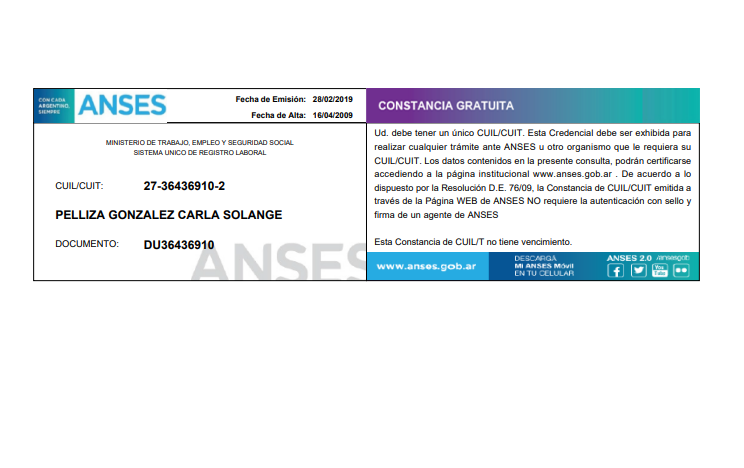 CON CADA
ARGENTINO,
SIEMPRE
ANSES
Fecha de Emisión: 28/02/2019
Fecha de Alta: 16/04/2009
MINISTERIO DE TRABAJO, EMPLEO Y SEGURIDAD SOCIAL
SISTEMA UNICO DE REGISTRO LABORAL
CUIL/CUIT: 27-36436910-2
PELLIZA GONZALEZ CARLA SOLANGE
DOCUMENTO: DU36436910
ANSES
CONSTANCIA GRATUITA
Ud. debe tener un único CUIL/CUIT. Esta Credencial debe ser exhibida para
realizar cualquier trámite ante ANSES u otro organismo que le requiera su
CUIL/CUIT. Los datos contenidos en la presente consulta, podrán certificarse
accediendo a la página institucional www.anses.gob.ar . De acuerdo a lo
dispuesto por la Resolución D.E. 76/09, la Constancia de CUIL/CUIT emitida a
través de la Página WEB de ANSES NO requiere la autenticación con sello y
firma de un agente de ANSES
Esta Constancia de CUIL/T no tiene vencimiento.
www.anses.gob.ar
DESCARGÁ
MI ANSES Móvil
EN TU CELULAR
ANSES 2.0 /ansesgob
You
Tube